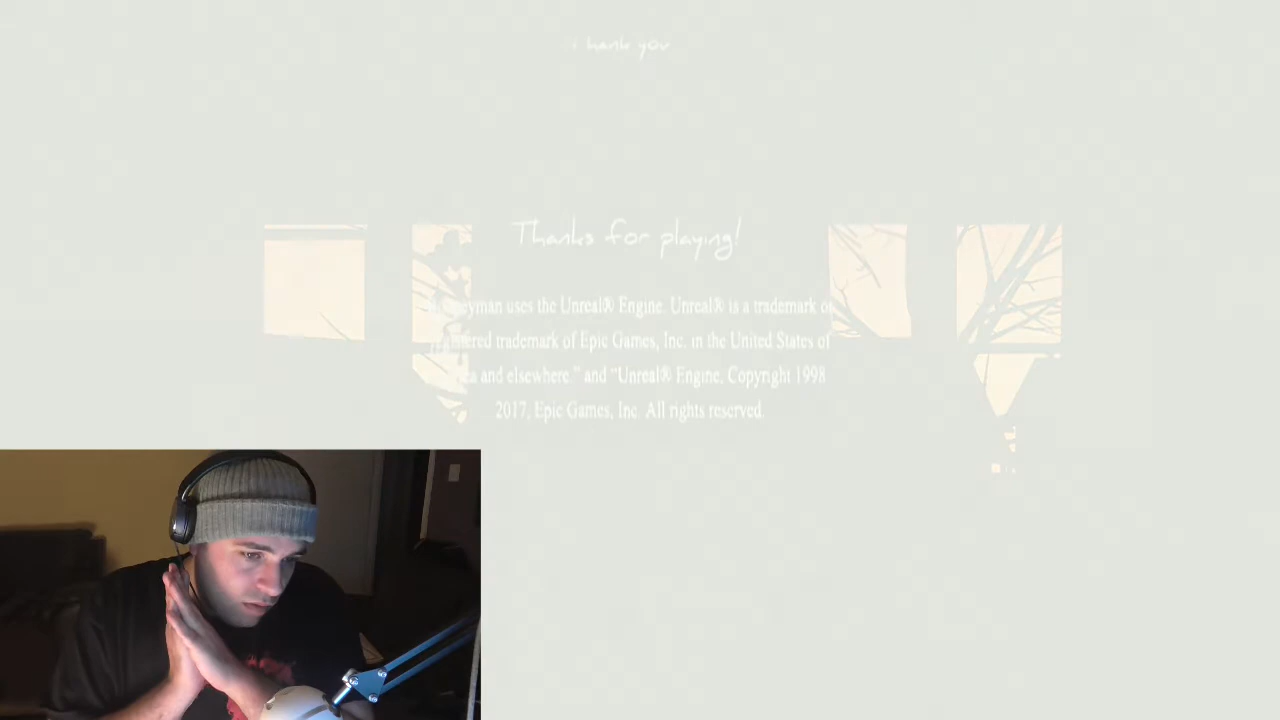 hank you
Thanks for playing!
uses the Unreal® Engine. Unreal® is a trademark or
trademark of Epic Games, Inc. in the United States of
and elsewhere." and "Unreal® Engine, Copyright 1998
2017, Epic Games, Inc. All rights reserved.